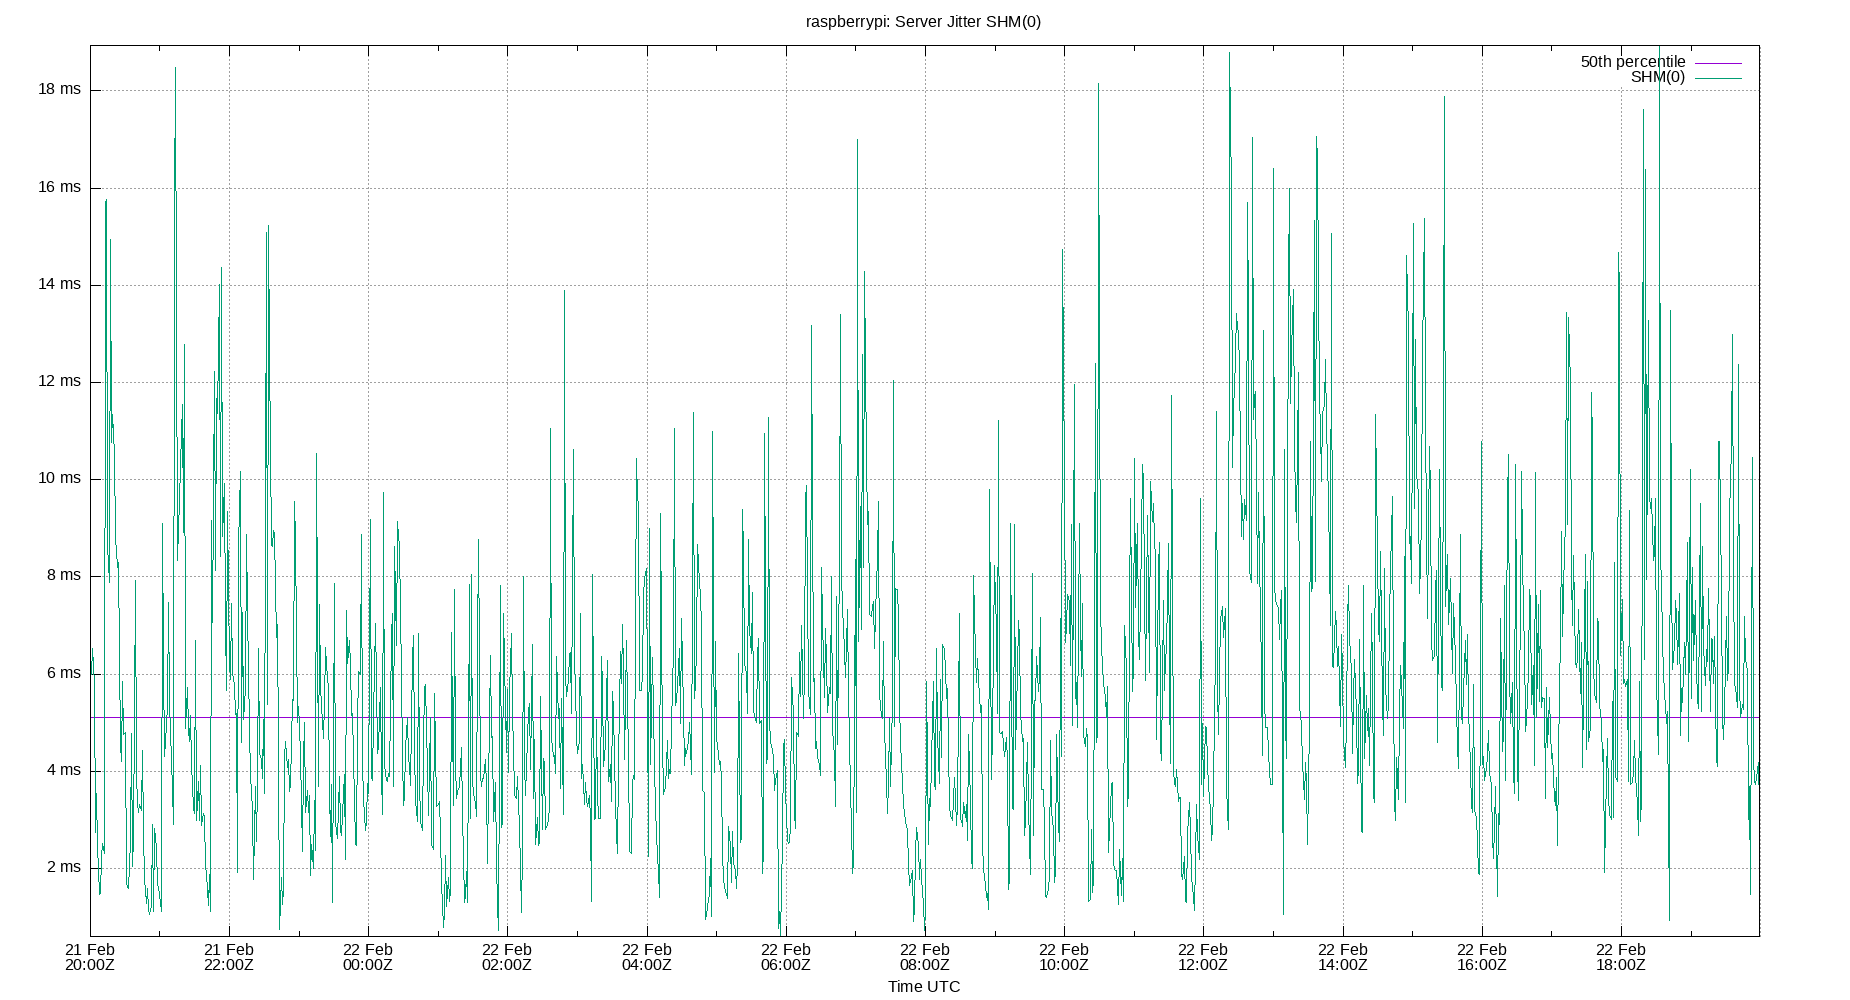 raspberrypi: Server Jitter SHM(0)
50th percentile
SHM(0)
18 ms
16 ms
14 ms
12 ms
10 ms
8 ms
6 ms
4 ms
2 ms
21 Feb 21 Feb 22 Feb 22 Feb 22 Feb 22 Feb 22 Feb 22 Feb 22 Feb 22 Feb 22 Feb 22 Feb
20:00Z 22:00Z 00:00Z 02:00Z 04:00Z 06:00Z 08:00Z 10:00Z 12:00Z 14:00Z 16:00Z 18:00Z
Time UTC